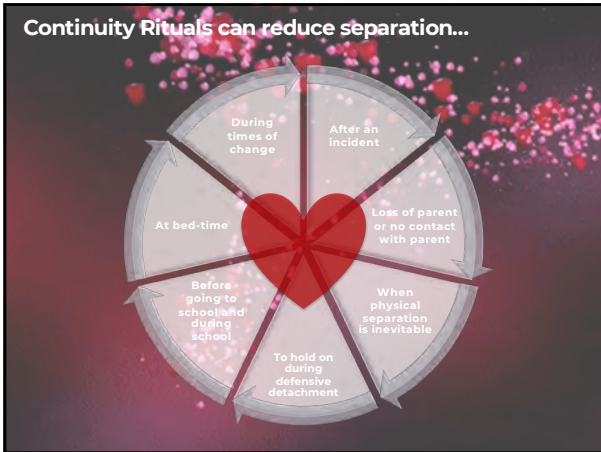 Continuity Rituals can reduce separation...
After an
incident
Loss of parent
or no contact
with parent
When
physical
separation
is inevitable
To hold on
during
defensive
detachment
Before
going to
school and
during
school
At bed-time
During
times of
change